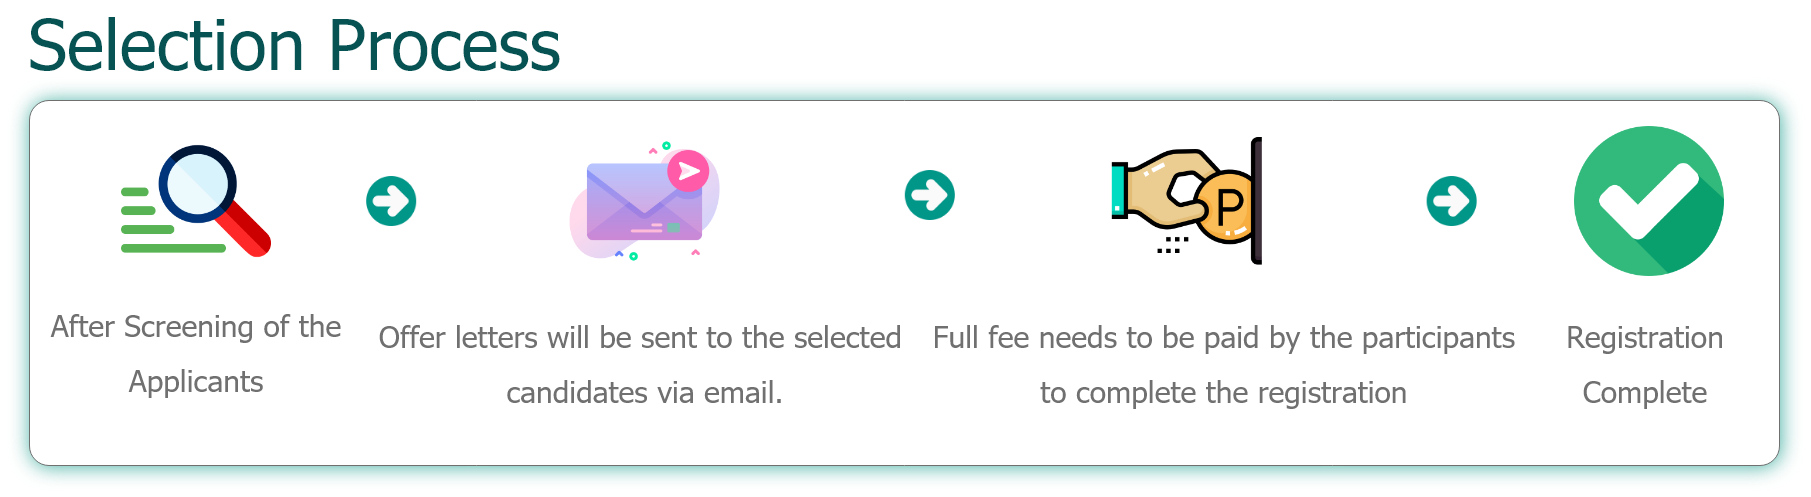 Selection Process
P
After Screening of the
Applicants
Offer letters will be sent to the selected
candidates via email.
Full fee needs to be paid by the participants
to complete the registration
Registration
Complete